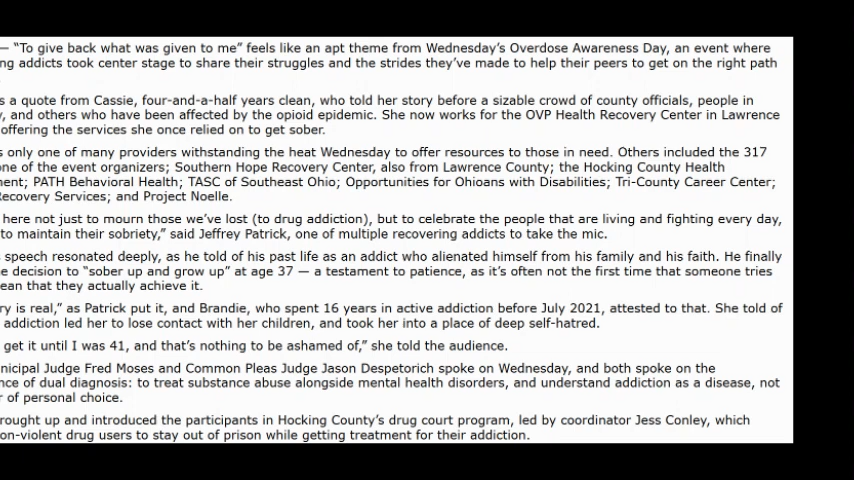 — “To give back what was given to me” feels like an apt theme from Wednesday’s Overdose Awareness Day, an event where
ng addicts took center stage to share their struggles and the strides they’ve made to help their peers to get on the right path
s a quote from Cassie, four-and-a-half years clean, who told her story before a sizable crowd of county officials, people in
, and others who have been affected by the opioid epidemic. She now works for the OVP Health Recovery Center in Lawrence
offering the services she once relied on to get sober.
s only one of many providers withstanding the heat Wednesday to offer resources to those in need. Others included the 317
one of the event organizers; Southern Hope Recovery Center, also from Lawrence County; the Hocking County Health
ment; PATH Behavioral Health; TASC of Southeast Ohio; Opportunities for Ohioans with Disabilities; Tri-County Career Center;
Recovery Services; and Project Noelle.
here not just to mourn those we’ve lost (to drug addiction), but to celebrate the people that are living and fighting every day,
to maintain their sobriety,” said Jeffrey Patrick, one of multiple recovering addicts to take the mic.
speech resonated deeply, as he told of his past life as an addict who alienated himself from his family and his faith. He finally
e decision to “sober up and grow up” at age 37 — a testament to patience, as it’s often not the first time that someone tries
ean that they actually achieve it.
ry is real,” as Patrick put it, and Brandie, who spent 16 years in active addiction before July 2021, attested to that. She told of
addiction led her to lose contact with her children, and took her into a place of deep self-hatred.
get it until I was 41, and that’s nothing to be ashamed of,” she told the audience.
nicipal Judge Fred Moses and Common Pleas Judge Jason Despetorich spoke on Wednesday, and both spoke on the
nce of dual diagnosis: to treat substance abuse alongside mental health disorders, and understand addiction as a disease, not
r of personal choice.
rought up and introduced the participants in Hocking County’s drug court program, led by coordinator Jess Conley, which
on-violent drug users to stay out of prison while getting treatment for their addiction.